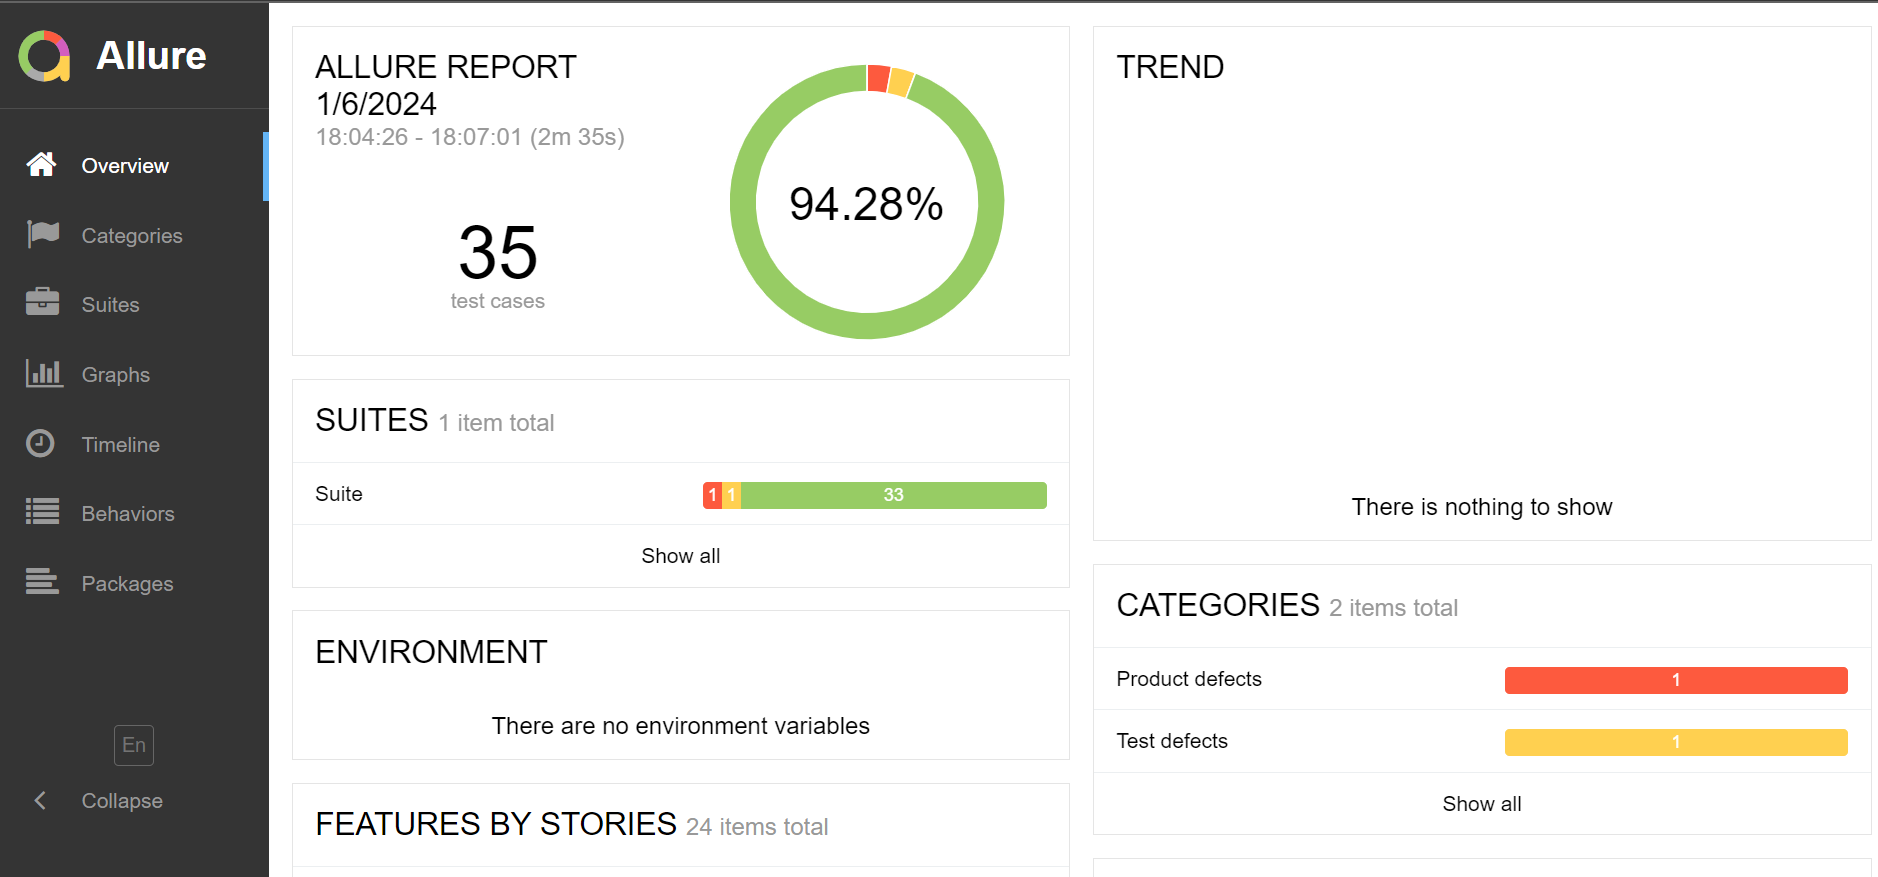 Allure
Overview
Categories
Suites
Graphs
Timeline
Behaviors
Packages
En
Collapse
ALLURE REPORT
1/6/2024
18:04:26 - 18:07:01 (2m 35s)
35
test cases
94.28%
SUITES 1 item total
Suite 1 1 33
Show all
ENVIRONMENT
There are no environment variables
FEATURES BY STORIES 24 items total
TREND
There is nothing to show
CATEGORIES 2 items total
Product defects 1
Test defects 1
Show all